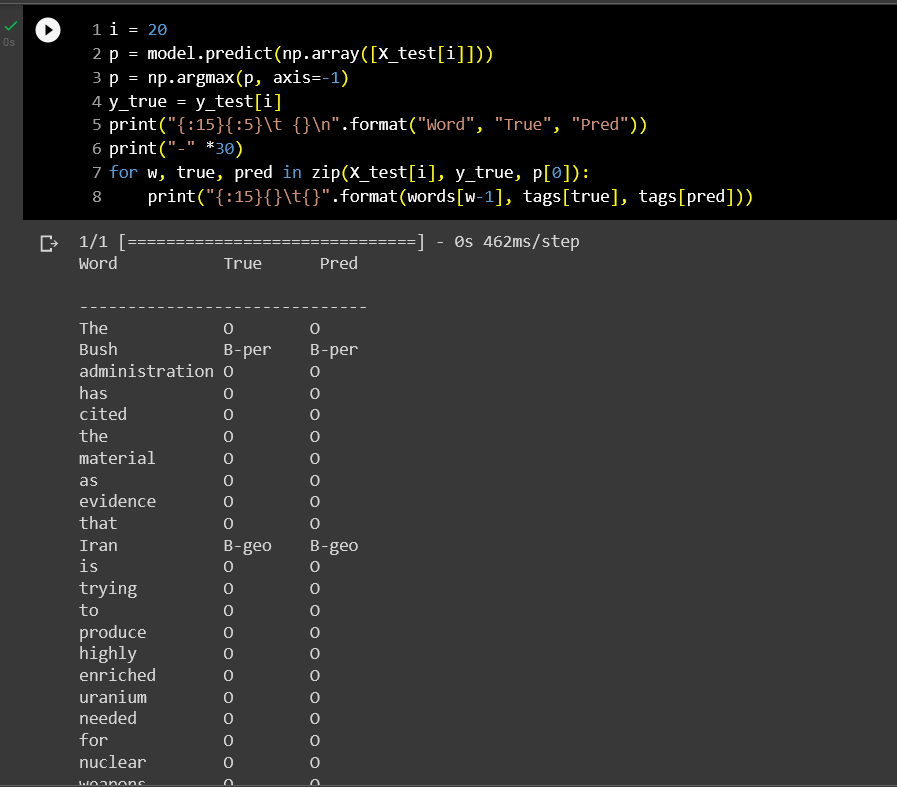 0s
1 i = 20
2 p = model.predict(np.array([X_test[i]]))
3 p = np.argmax(p, axis=-1)
4 y_true = y_test[i]
5 print("{:15}{:5}\t {}\n".format("Word", "True", "Pred"))
6 print("-" *30)
7 for w, true, pred in zip(X_test[i], y_true, p[0]):
8     print("{:15}{}\t{}".format(words[w-1], tags[true], tags[pred]))
1/1 [==============================] - 0s 462ms/step
Word           True      Pred
------------------------------
The            O        O
Bush           B-per    B-per
administration O        O
has            O        O
cited          O        O
the            O        O
material       O        O
as             O        O
evidence       O        O
that           O        O
Iran           B-geo    B-geo
is             O        O
trying         O        O
to             O        O
produce        O        O
highly         O        O
enriched       O        O
uranium        O        O
needed         O        O
for            O        O
nuclear        O        O
weapons        O        O